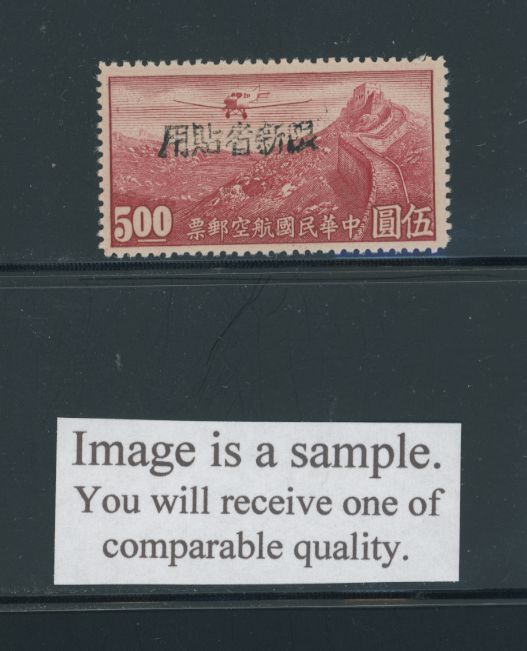 限新省貼用
5.00
中華民國航空郵票
伍圓
Image is a sample.
You will receive one of
comparable quality.